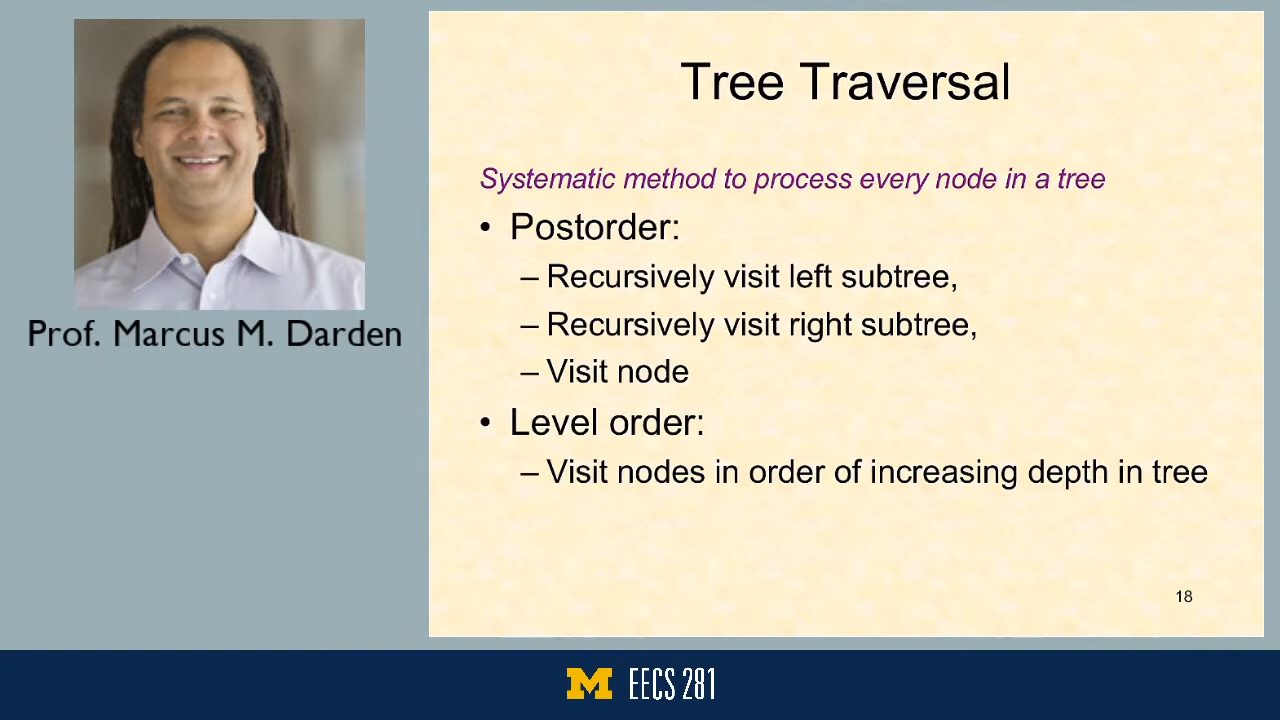 Prof. Marcus M. Darden
Tree Traversal
Systematic method to process every node in a tree
• Postorder:
– Recursively visit left subtree,
– Recursively visit right subtree,
– Visit node
• Level order:
– Visit nodes in order of increasing depth in tree
18
M EECS 281